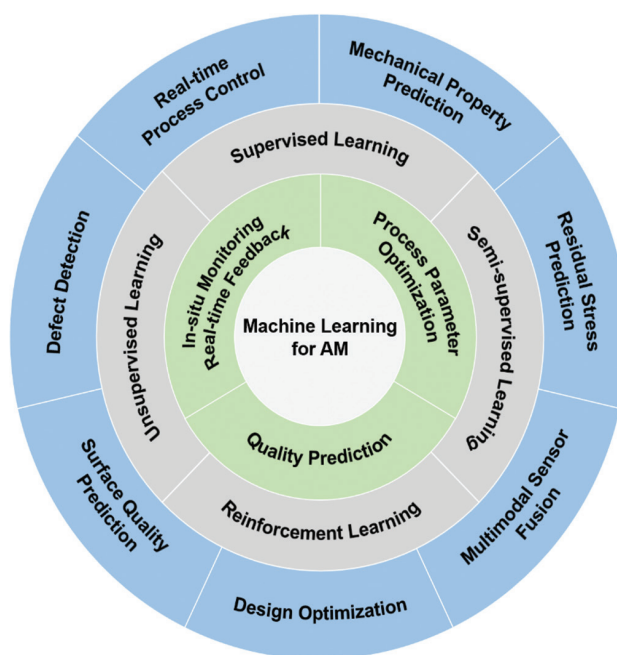 Real-time
Process Control
Mechanical Property
Prediction
Supervised Learning
In-situ Monitoring
Real-time Feedback
Process Parameter
Optimization
Defect Detection
Unsupervised Learning
Machine Learning
for AM
Semi-supervised Learning
Residual Stress
Prediction
Quality Prediction
Surface Quality
Prediction
Reinforcement Learning
Multimodal Sensor
Fusion
Design Optimization